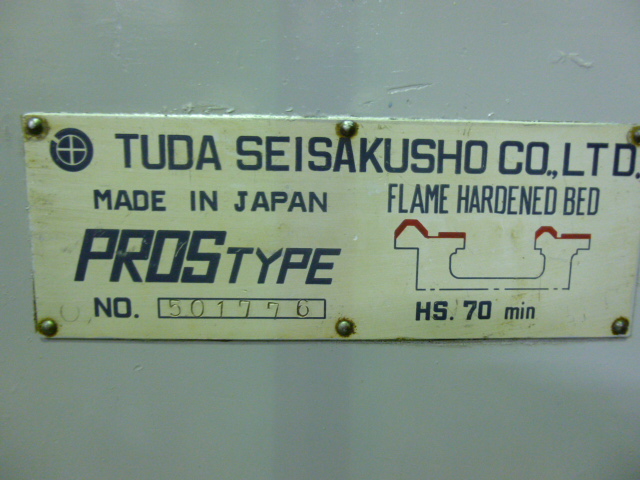 TUDA SEISAKUSHO CO., LTD.
MADE IN JAPAN
PROS TYPE
NO. 501776
FLAME HARDENED BED
HS. 70 min